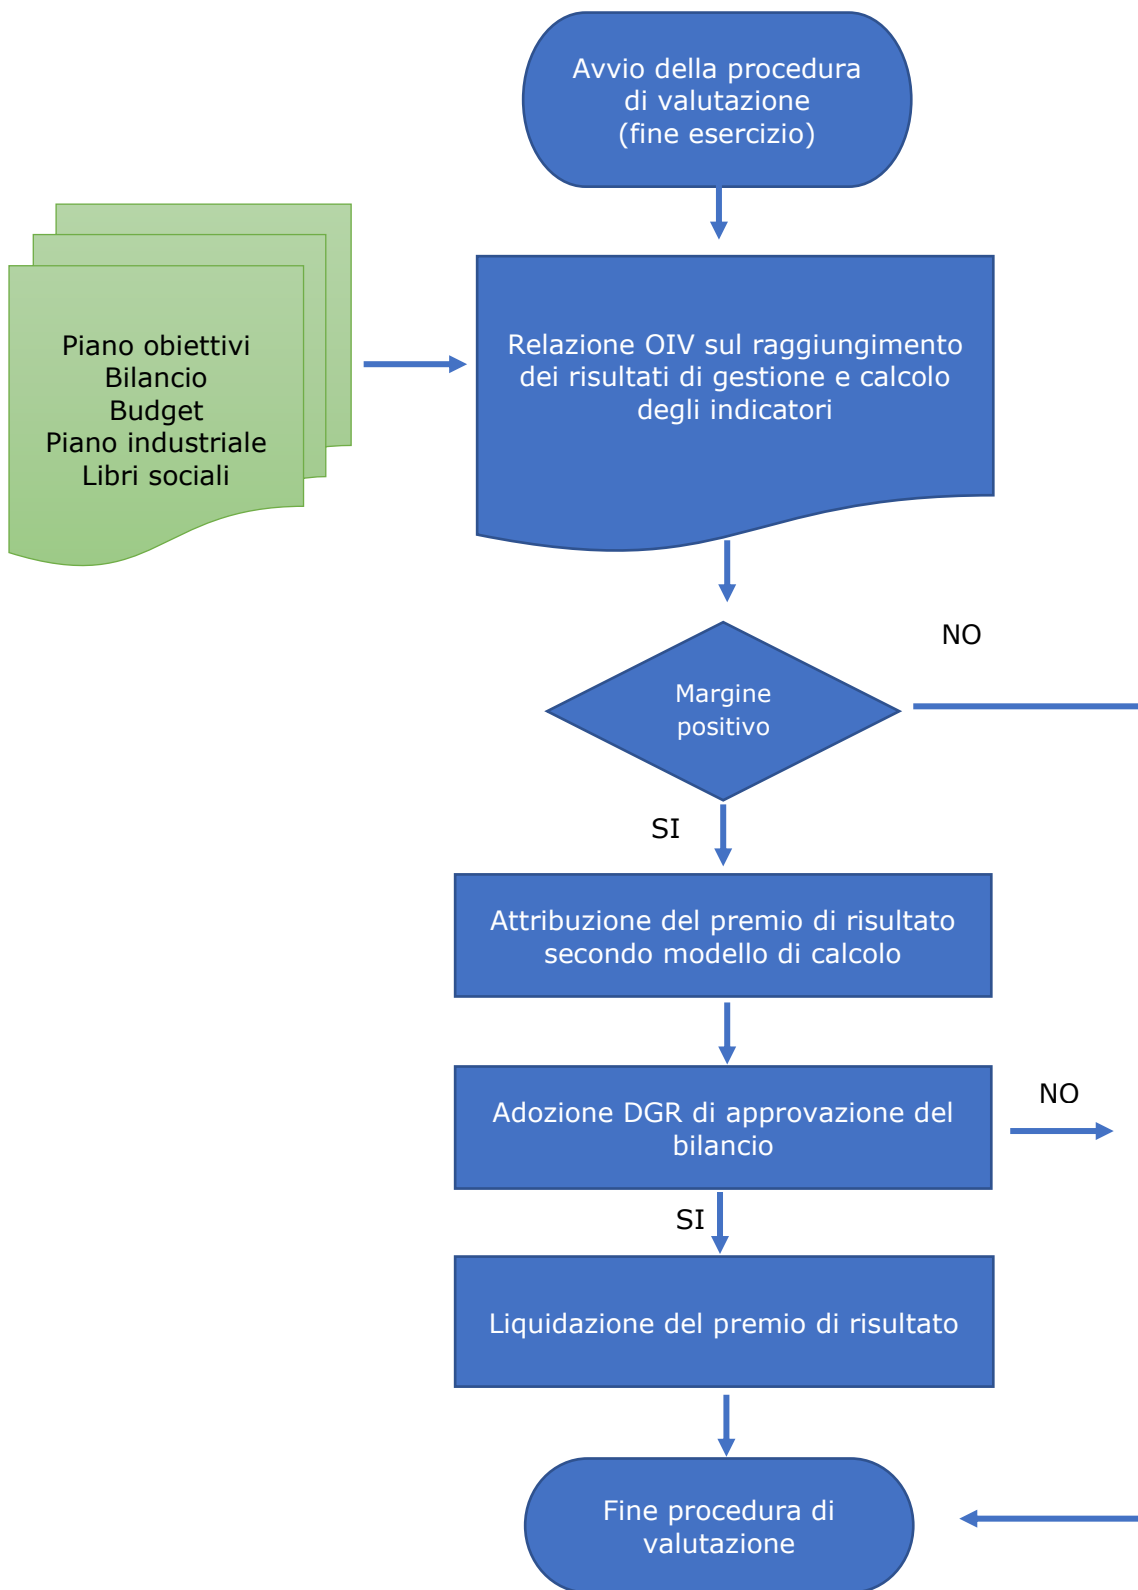 Avvio della procedura
di valutazione
(fine esercizio)
Piano obiettivi
Bilancio
Budget
Piano industriale
Libri sociali
Relazione OIV sul raggiungimento
dei risultati di gestione e calcolo
degli indicatori
NO
Margine
positivo
SI
Attribuzione del premio di risultato
secondo modello di calcolo
NO
Adozione DGR di approvazione del
bilancio
SI
Liquidazione del premio di risultato
Fine procedura di
valutazione